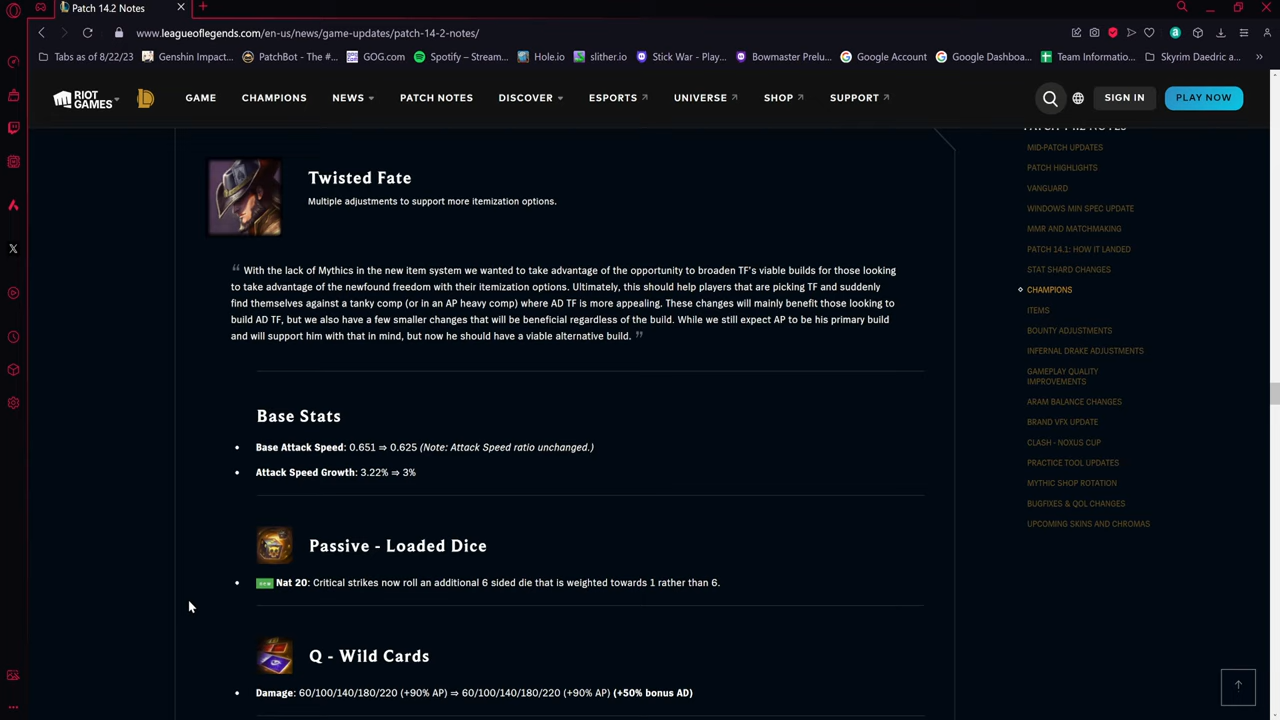 Patch 14.2 Notes
www.leagueoflegends.com/en-us/news/game-updates/patch-14-2-notes/
Tabs as of 8/22/23
Genshin Impact...
PatchBot - The #...
GOG.com
Spotify – Stream...
Hole.io
slither.io
Stick War - Play...
Bowmaster Prelu...
Google Account
Google Dashboa...
Team Informatio...
Skyrim Daedric ...
RIOT GAMES
GAME
CHAMPIONS
NEWS
PATCH NOTES
DISCOVER
ESPORTS
UNIVERSE
SHOP
SUPPORT
SIGN IN
PLAY NOW
Twisted Fate
Multiple adjustments to support more itemization options.
“ With the lack of Mythics in the new item system we wanted to take advantage of the opportunity to broaden TF's viable builds for those looking
to take advantage of the newfound freedom with their itemization options. Ultimately, this should help players that are picking TF and suddenly
find themselves against a tanky comp (or in an AP heavy comp) where AD TF is more appealing. These changes will mainly benefit those looking to
build AD TF, but we also have a few smaller changes that will be beneficial regardless of the build. While we still expect AP to be his primary build
and will support him with that in mind, but now he should have a viable alternative build. ”
Base Stats
• Base Attack Speed: 0.651 ⇒ 0.625 (Note: Attack Speed ratio unchanged.)
• Attack Speed Growth: 3.22% ⇒ 3%
Passive - Loaded Dice
• new Nat 20: Critical strikes now roll an additional 6 sided die that is weighted towards 1 rather than 6.
Q - Wild Cards
• Damage: 60/100/140/180/220 (+90% AP) ⇒ 60/100/140/180/220 (+90% AP) (+50% bonus AD)
PATCH 14.2 NOTES
MID-PATCH UPDATES
PATCH HIGHLIGHTS
VANGUARD
WINDOWS MIN SPEC UPDATE
MMR AND MATCHMAKING
PATCH 14.1: HOW IT LANDED
STAT SHARD CHANGES
CHAMPIONS
ITEMS
BOUNTY ADJUSTMENTS
INFERNAL DRAKE ADJUSTMENTS
GAMEPLAY QUALITY
IMPROVEMENTS
ARAM BALANCE CHANGES
BRAND VFX UPDATE
CLASH - NOXUS CUP
PRACTICE TOOL UPDATES
MYTHIC SHOP ROTATION
BUGFIXES & QOL CHANGES
UPCOMING SKINS AND CHROMAS